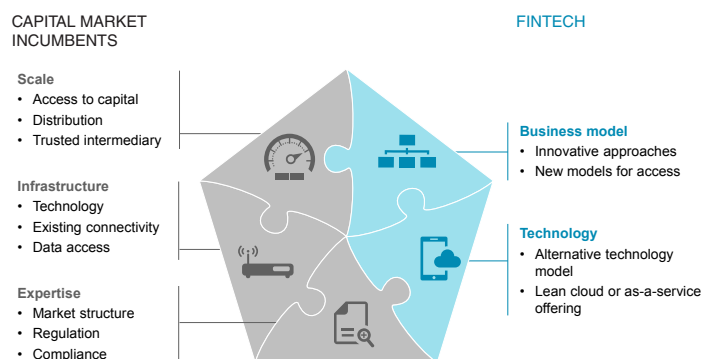 CAPITAL MARKET
INCUMBENTS
Scale
• Access to capital
• Distribution
• Trusted intermediary
Infrastructure
• Technology
• Existing connectivity
• Data access
Expertise
• Market structure
• Regulation
• Compliance
FINTECH
Business model
• Innovative approaches
• New models for access
Technology
• Alternative technology
model
• Lean cloud or as-a-service
offering